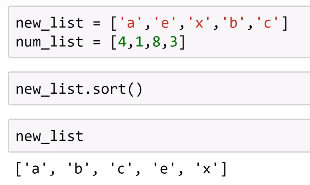 new_list = ['a','e','x','b','c']
num_list = [4,1,8,3]
new_list.sort()
new_list
['a', 'b', 'c', 'e', 'x']